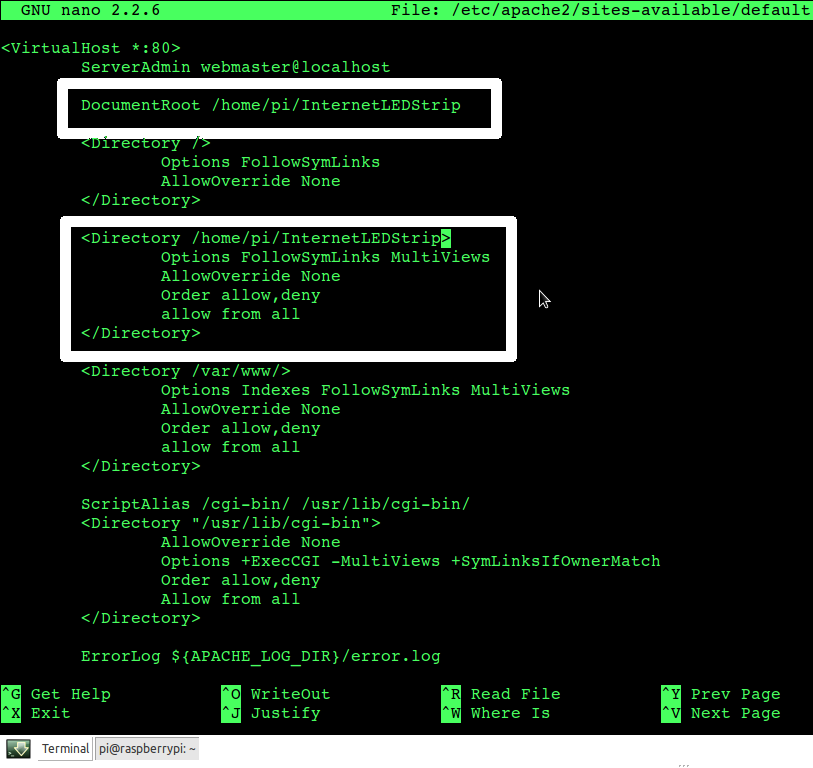 GNU nano 2.2.6 File: /etc/apache2/sites-available/default
<VirtualHost *:80>
ServerAdmin webmaster@localhost
DocumentRoot /home/pi/InternetLEDStrip
<Directory />
Options FollowSymLinks
AllowOverride None
</Directory>
<Directory /home/pi/InternetLEDStrip>
Options FollowSymLinks MultiViews
AllowOverride None
Order allow,deny
allow from all
</Directory>
<Directory /var/www/>
Options Indexes FollowSymLinks MultiViews
AllowOverride None
Order allow,deny
allow from all
</Directory>
ScriptAlias /cgi-bin/ /usr/lib/cgi-bin/
<Directory "/usr/lib/cgi-bin">
AllowOverride None
Options +ExecCGI -MultiViews +SymLinksIfOwnerMatch
Order allow,deny
Allow from all
</Directory>
ErrorLog ${APACHE_LOG_DIR}/error.log
^G Get Help ^O WriteOut ^R Read File ^Y Prev Page
^X Exit ^J Justify ^W Where Is ^V Next Page
Terminal pi@raspberrypi: ~